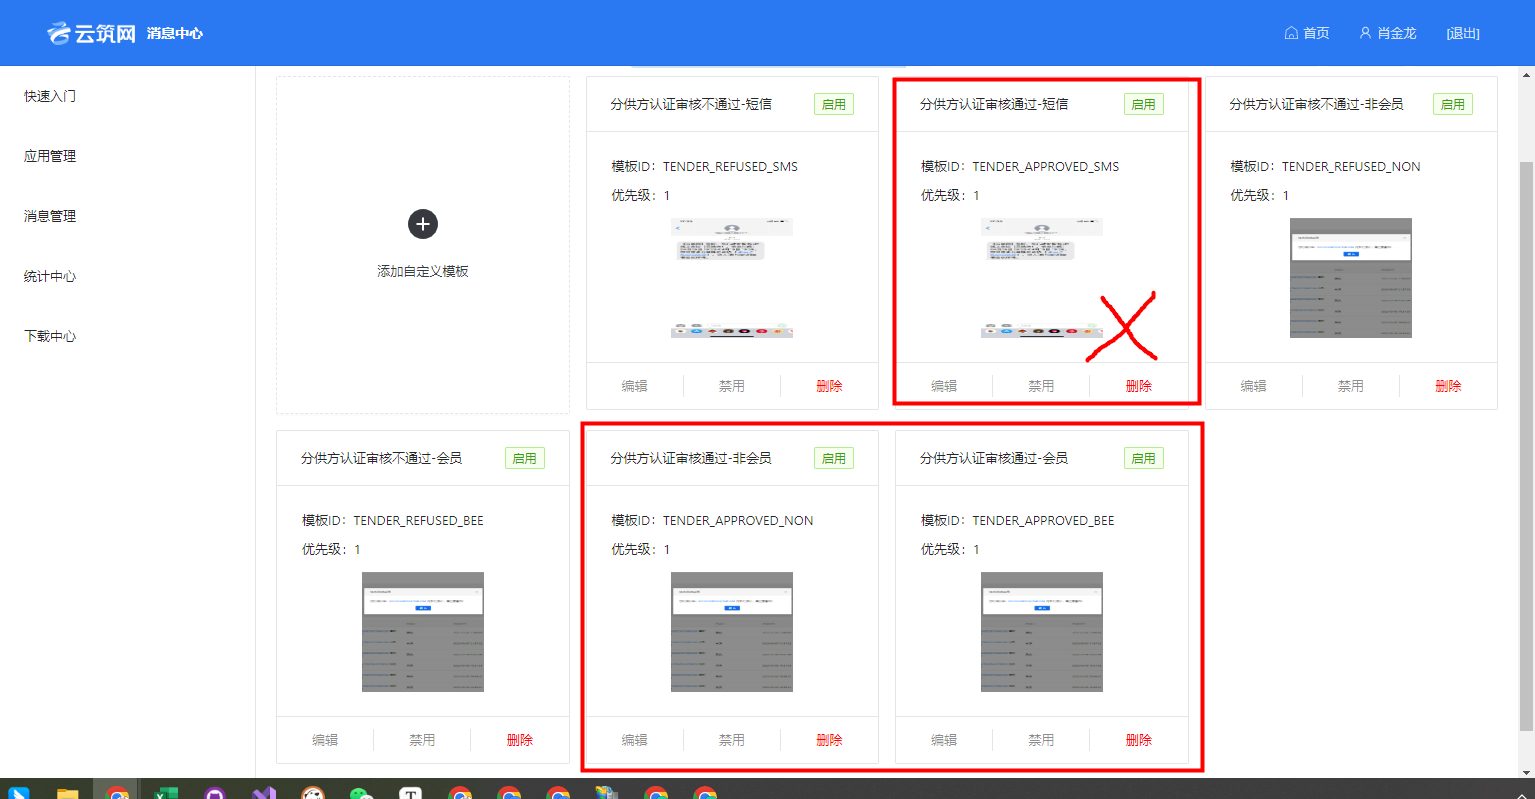 云筑网 消息中心
首页 肖金龙 [退出]
快速入门
应用管理
消息管理
统计中心
下载中心
添加自定义模板
分供方认证审核不通过-短信 启用
模板ID：TENDER_REFUSED_SMS
优先级：1
编辑 禁用 删除
分供方认证审核通过-短信 启用
模板ID：TENDER_APPROVED_SMS
优先级：1
编辑 禁用 删除
分供方认证审核不通过-非会员 启用
模板ID：TENDER_REFUSED_NON
优先级：1
编辑 禁用 删除
分供方认证审核不通过-会员 启用
模板ID：TENDER_REFUSED_BEE
优先级：1
编辑 禁用 删除
分供方认证审核通过-非会员 启用
模板ID：TENDER_APPROVED_NON
优先级：1
编辑 禁用 删除
分供方认证审核通过-会员 启用
模板ID：TENDER_APPROVED_BEE
优先级：1
编辑 禁用 删除